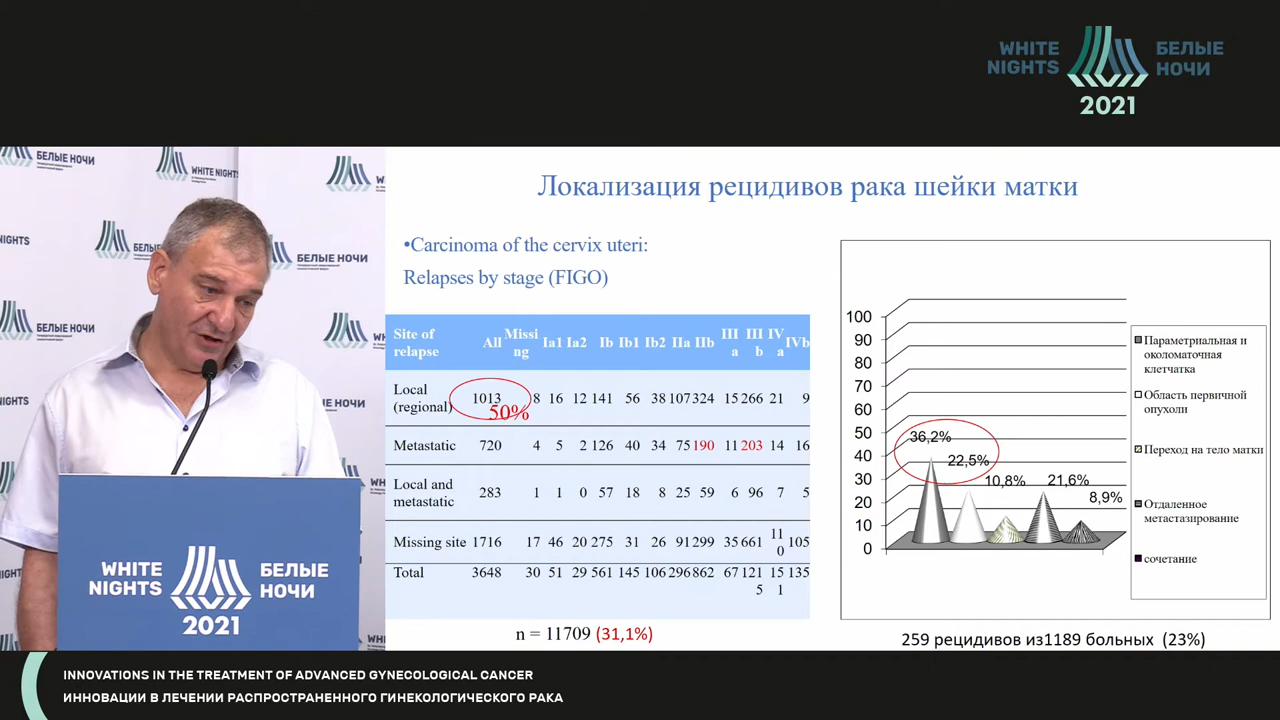 WHITE NIGHTS
БЕЛЫЕ НОЧИ
2021
БЕЛЫЕ НОЧИ
WHITE NIGHTS
NIGHTS
БЕЛЫЕ
БЕЛЫЕ НОЧИ
БЕЛЫЕ НОЧИ
WHITE NIGHTS
БЕЛЫЕ НОЧИ
2021
Локализация рецидивов рака шейки матки
•Carcinoma of the cervix uteri:
Relapses by stage (FIGO)
Site of relapse All Missing Ia1 Ia2 Ib Ib1 Ib2 IIa IIb IIIa IIIb IVa IVb
Local (regional) 1013 8 16 12 141 56 38 107 324 15 266 21 9
50%
Metastatic 720 4 5 2 126 40 34 75 190 11 203 14 16
Local and metastatic 283 1 1 0 57 18 8 25 59 6 96 7 5
Missing site 1716 17 46 20 275 31 26 91 299 35 661 110 105
Total 3648 30 51 29 561 145 106 296 862 67 1215 151 135
n = 11709 (31,1%)
100
90
80
70
60
50
40
30
20
10
0
36,2%
22,5%
10,8%
21,6%
8,9%
Параметриальная и
околоматочная
клетчатка
Область первичной
опухоли
Переход на тело матки
Отдаленное
метастазирование
сочетание
259 рецидивов из1189 больных (23%)
INNOVATIONS IN THE TREATMENT OF ADVANCED GYNECOLOGICAL CANCER
ИННОВАЦИИ В ЛЕЧЕНИИ РАСПРОСТРАНЕННОГО ГИНЕКОЛОГИЧЕСКОГО РАКА